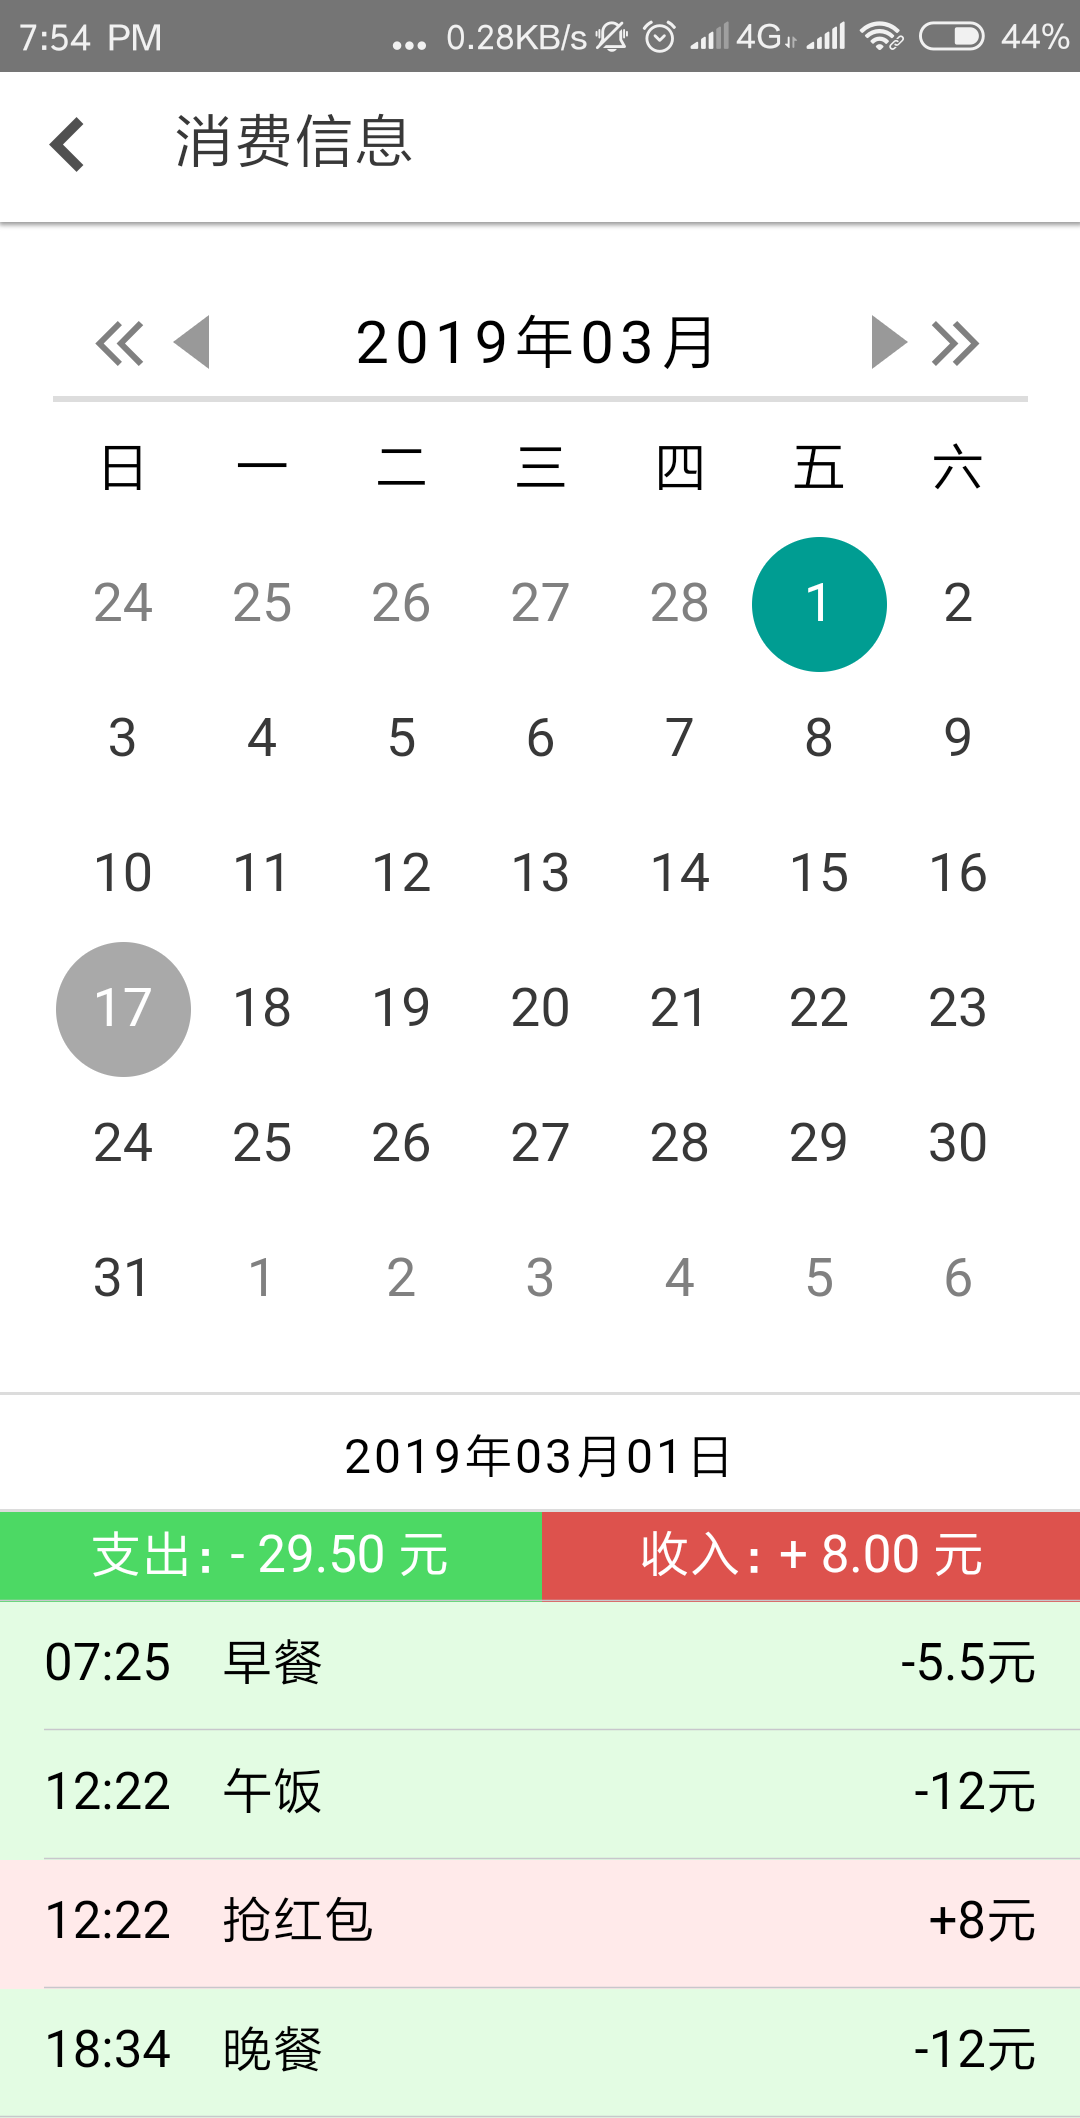 7:54 PM ... 0.28KB/s 4G 44%
消费信息
2019年03月
日 一 二 三 四 五 六
24 25 26 27 28 1 2
3 4 5 6 7 8 9
10 11 12 13 14 15 16
17 18 19 20 21 22 23
24 25 26 27 28 29 30
31 1 2 3 4 5 6
2019年03月01日
支出：- 29.50 元 收入：+ 8.00 元
07:25 早餐 -5.5元
12:22 午饭 -12元
12:22 抢红包 +8元
18:34 晚餐 -12元